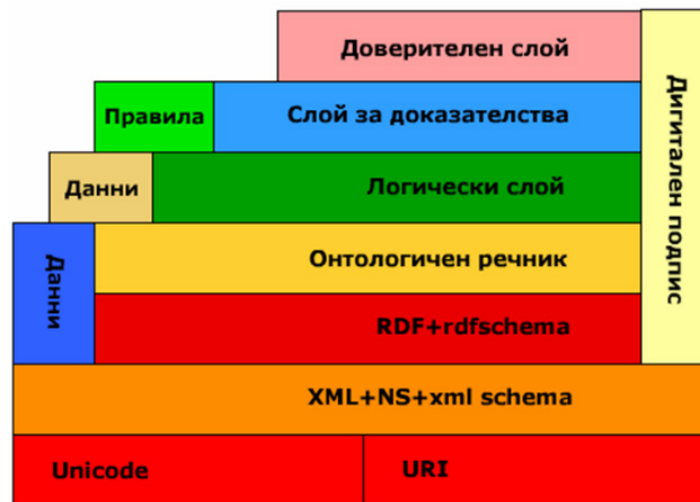 Доверителен слой
Правила
Слой за доказателства
Данни
Логически слой
Данни
Онтологичен речник
RDF+rdfschema
XML+NS+xml schema
Unicode
URI
Дигитален подпис